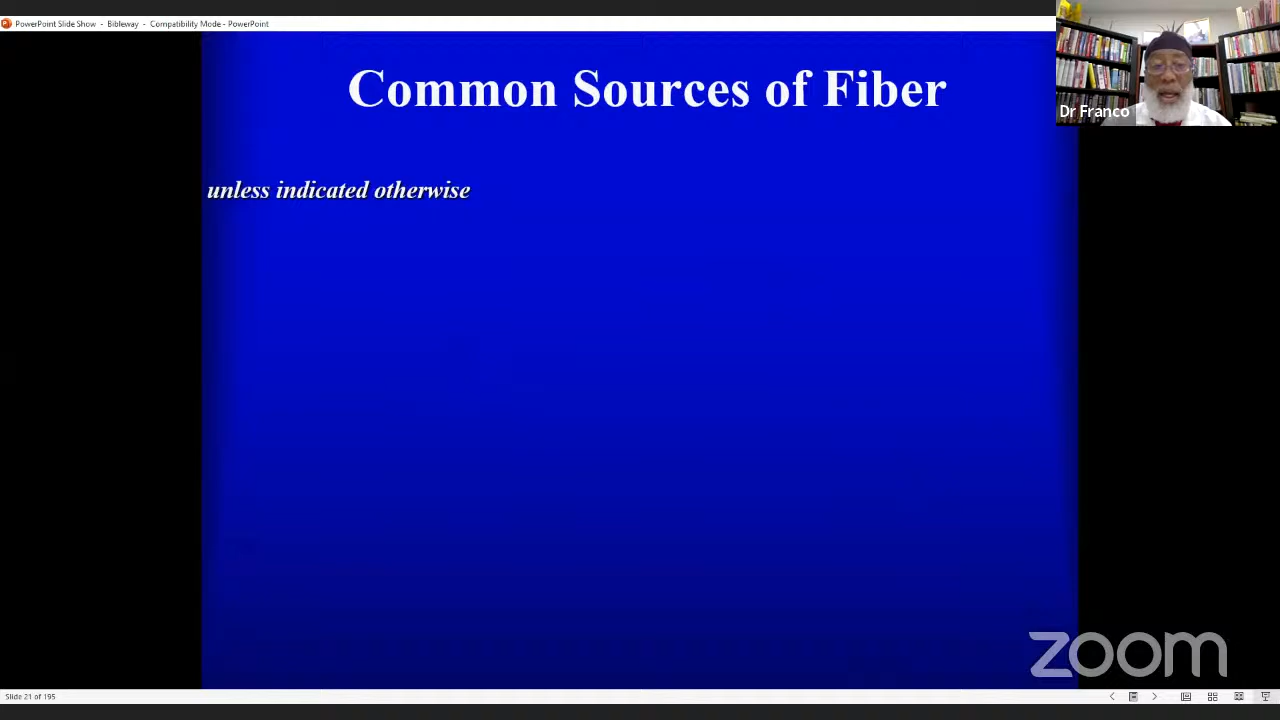 PowerPoint Slide Show - Bibleway - Compatibility Mode - PowerPoint
Common Sources of Fiber
Dr Franco
unless indicated otherwise
zoom
Slide 21 of 195